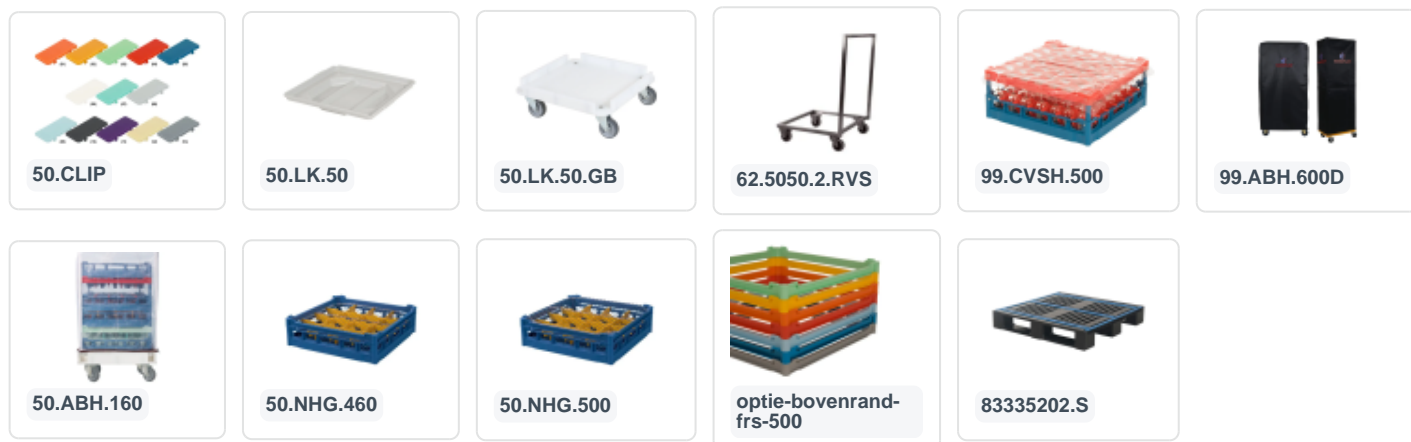 50.CLIP
50.LK.50
50.LK.50.GB
62.5050.2.RVS
99.CVSH.500
99.ABH.600D
50.ABH.160
50.NHG.460
50.NHG.500
optie-bovenrand-
frs-500
83335202.S